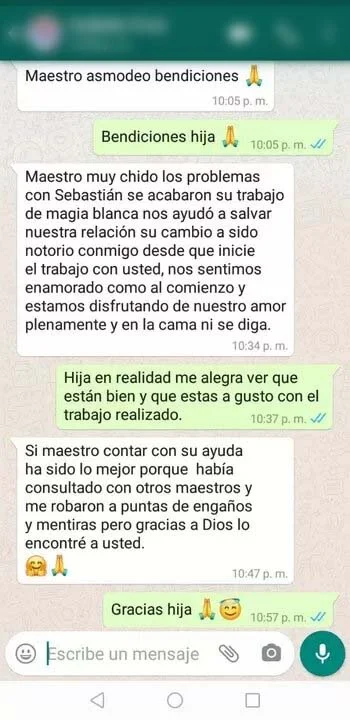 Maestro asmodeo bendiciones 🙏
10:05 p. m.
Bendiciones hija 🙏
10:05 p. m.
Maestro muy chido los problemas
con Sebastián se acabaron su trabajo
de magia blanca nos ayudó a salvar
nuestra relación su cambio a sido
notorio conmigo desde que inicie
el trabajo con usted, nos sentimos
enamorado como al comienzo y
estamos disfrutando de nuestro amor
plenamente y en la cama ni se diga.
10:34 p. m.
Hija en realidad me alegra ver que
están bien y que estas a gusto con el
trabajo realizado.
10:37 p. m.
Si maestro contar con su ayuda
ha sido lo mejor porque había
consultado con otros maestros y
me robaron a puntas de engaños
y mentiras pero gracias a Dios lo
encontré a usted.
🤗🙏
10:47 p. m.
Gracias hija 🙏😇
10:57 p. m.
Escribe un mensaje